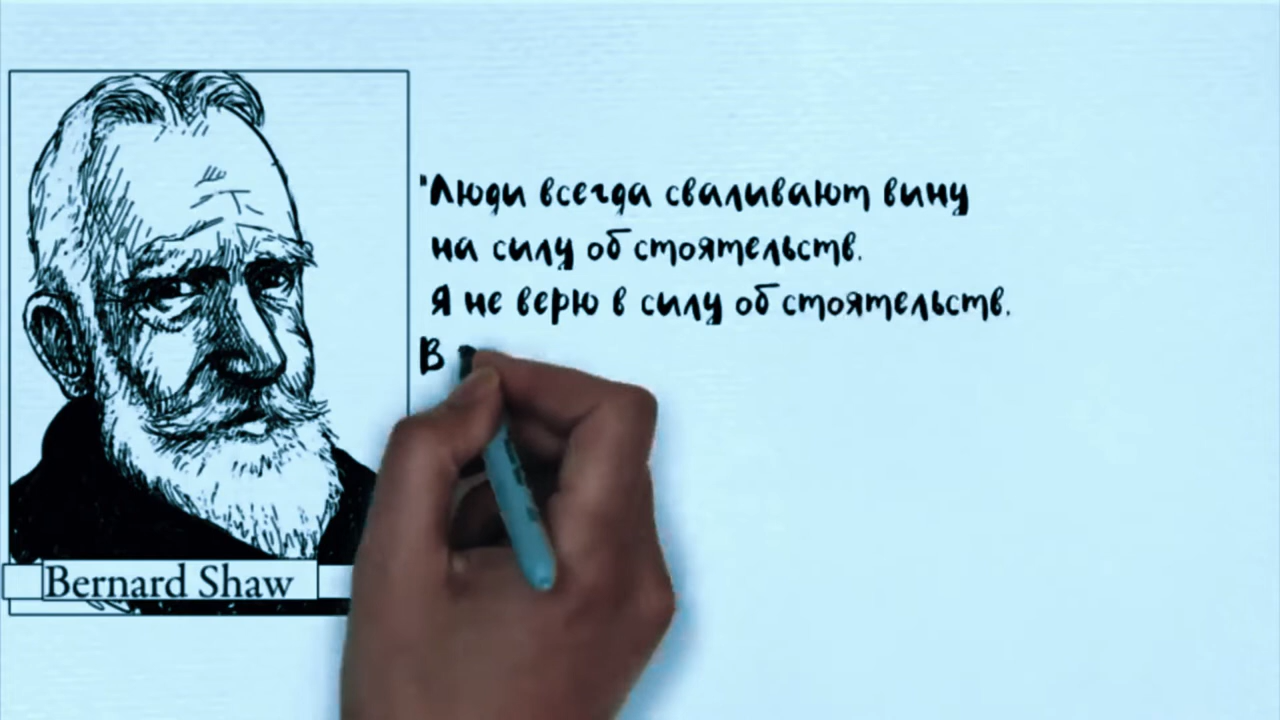 "Люди всегда сваливают вину
на силу обстоятельств.
Я не верю в силу обстоятельств.
В
Bernard Shaw